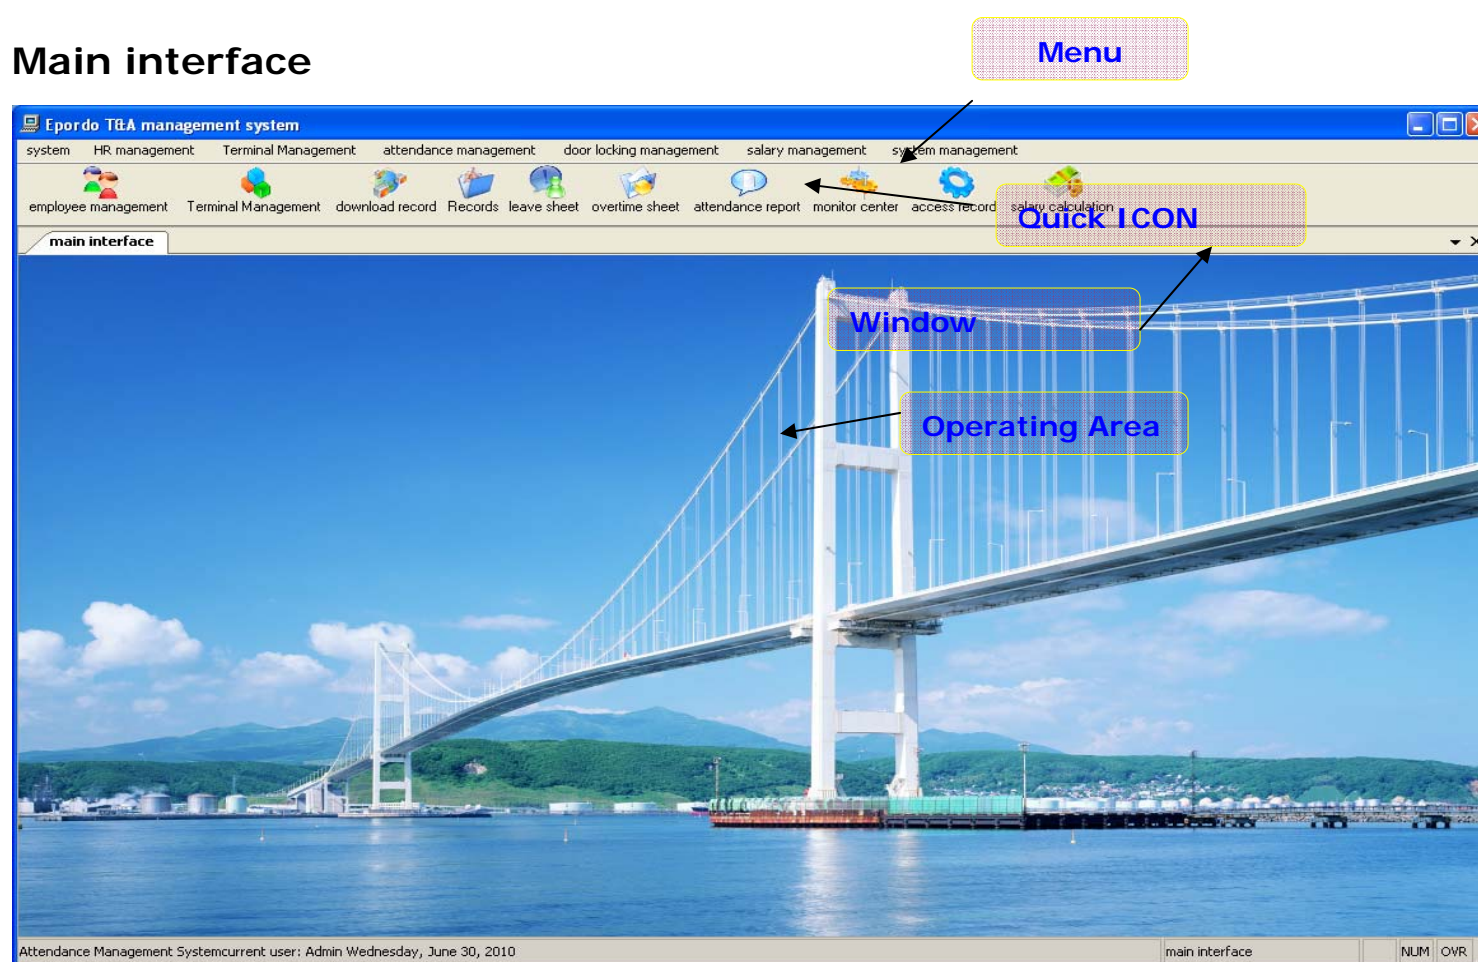 Main interface
Menu
Epordo T&A management system
system HR management Terminal Management attendance management door locking management salary management system management
employee management Terminal Management download record Records leave sheet overtime sheet attendance report monitor center access record salary calculation
Quick ICON
main interface
Window
Operating Area
Attendance Management Systemcurrent user: Admin Wednesday, June 30, 2010 main interface NUM OVR